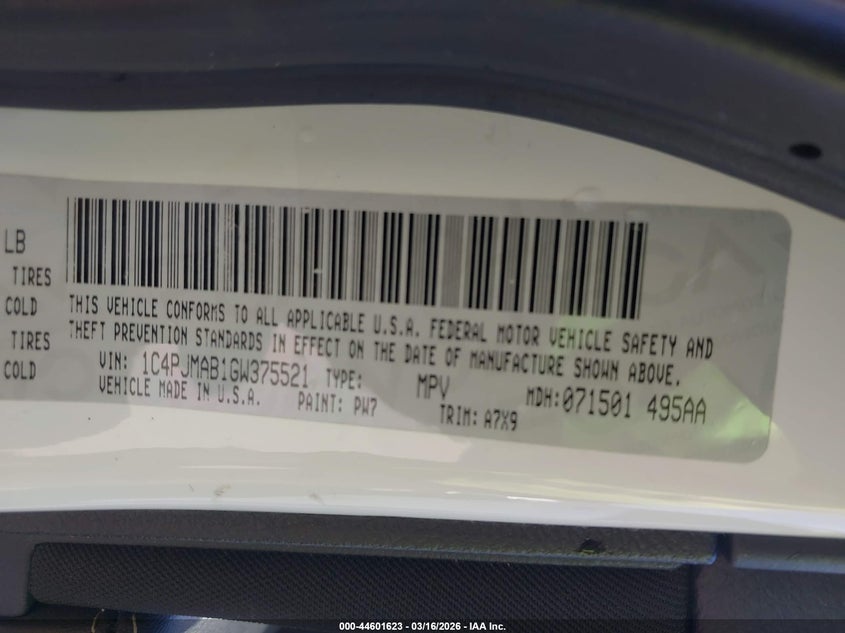 LB
TIRES
COLD
TIRES
COLD
THIS VEHICLE CONFORMS TO ALL APPLICABLE U.S.A. FEDERAL MOTOR VEHICLE SAFETY AND
THEFT PREVENTION STANDARDS IN EFFECT ON THE DATE OF MANUFACTURE SHOWN ABOVE.
VIN: 1C4PJMAB1GW375521 TYPE: MPV MDH:071501 495AA
VEHICLE MADE IN U.S.A. PAINT: PW7 TRIM: A7X9
000-44601623 - 03/16/2026 - IAA Inc.